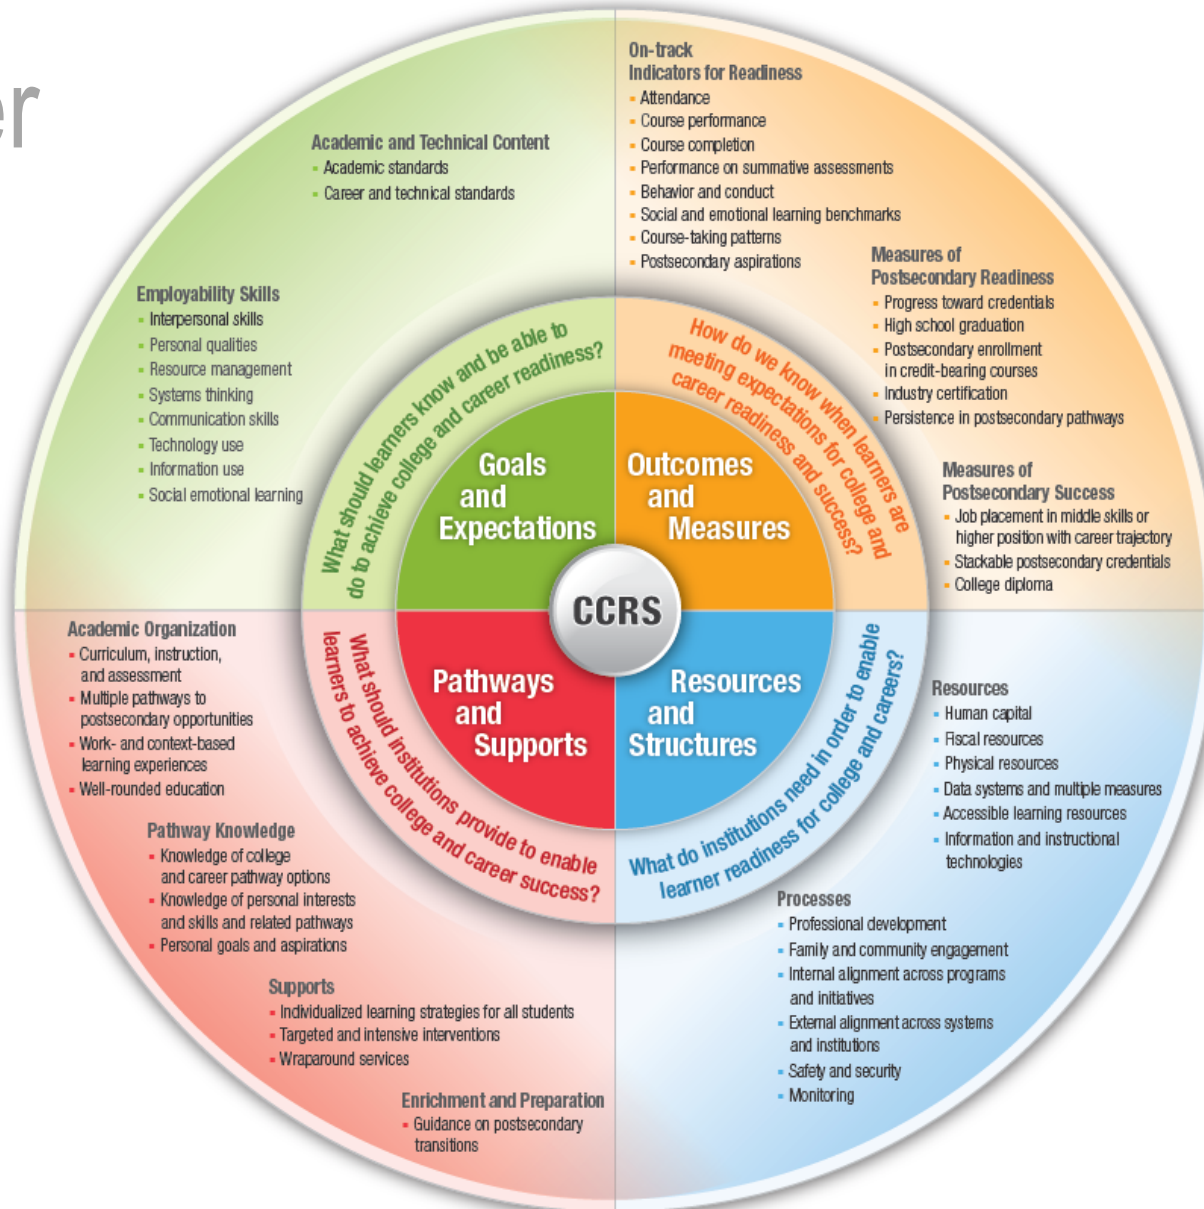 er
Academic and Technical Content
▪ Academic standards
▪ Career and technical standards
Employability Skills
▪ Interpersonal skills
▪ Personal qualities
▪ Resource management
▪ Systems thinking
▪ Communication skills
▪ Technology use
▪ Information use
▪ Social emotional learning
What should learners know and be able to
do to achieve college and career readiness?
Goals
and
Expectations
On-track
Indicators for Readiness
▪ Attendance
▪ Course performance
▪ Course completion
▪ Performance on summative assessments
▪ Behavior and conduct
▪ Social and emotional learning benchmarks
▪ Course-taking patterns
▪ Postsecondary aspirations
Measures of
Postsecondary Readiness
▪ Progress toward credentials
▪ High school graduation
▪ Postsecondary enrollment
in credit-bearing courses
▪ Industry certification
▪ Persistence in postsecondary pathways
Measures of
Postsecondary Success
▪ Job placement in middle skills or
higher position with career trajectory
▪ Stackable postsecondary credentials
▪ College diploma
How do we know when learners are
meeting expectations for college and
career readiness and success?
Outcomes
and
Measures
CCRS
Academic Organization
▪ Curriculum, instruction,
and assessment
▪ Multiple pathways to
postsecondary opportunities
▪ Work- and context-based
learning experiences
▪ Well-rounded education
Pathway Knowledge
▪ Knowledge of college
and career pathway options
▪ Knowledge of personal interests
and skills and related pathways
▪ Personal goals and aspirations
Supports
▪ Individualized learning strategies for all students
▪ Targeted and intensive interventions
▪ Wraparound services
Enrichment and Preparation
▪ Guidance on postsecondary
transitions
What should institutions provide to enable
learners to achieve college and career success?
Pathways
and
Supports
Resources
and
Structures
What do institutions need in order to enable
learner readiness for college and careers?
Resources
▪ Human capital
▪ Fiscal resources
▪ Physical resources
▪ Data systems and multiple measures
▪ Accessible learning resources
▪ Information and instructional
technologies
Processes
▪ Professional development
▪ Family and community engagement
▪ Internal alignment across programs
and initiatives
▪ External alignment across systems
and institutions
▪ Safety and security
▪ Monitoring